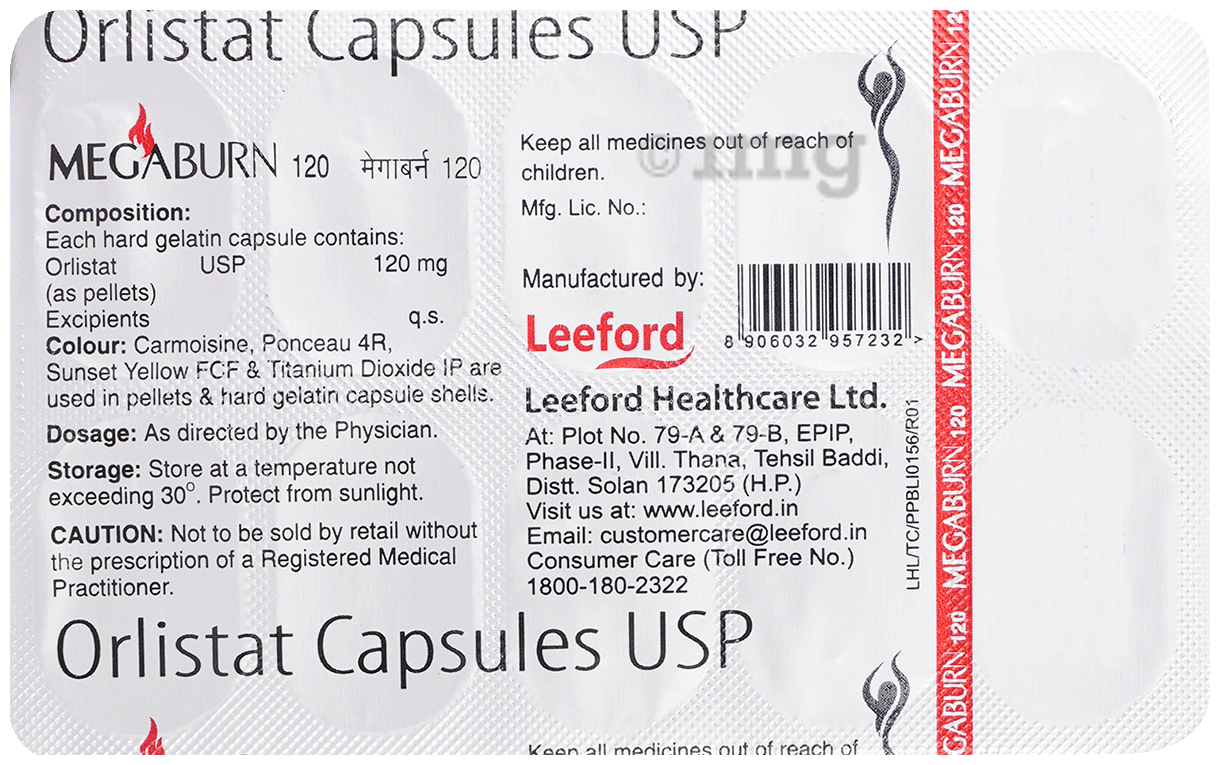 Orlistat Capsules USP
MEGABURN 120 मेगाबर्न 120
Composition:
Each hard gelatin capsule contains:
Orlistat USP 120 mg
(as pellets)
Excipients q.s.
Colour: Carmoisine, Ponceau 4R,
Sunset Yellow FCF & Titanium Dioxide IP are
used in pellets & hard gelatin capsule shells.
Dosage: As directed by the Physician.
Storage: Store at a temperature not
exceeding 30°. Protect from sunlight.
CAUTION: Not to be sold by retail without
the prescription of a Registered Medical
Practitioner.
Keep all medicines out of reach of
children.
©1mg
Mfg. Lic. No.:
Manufactured by:
Leeford
8 906032 957232 >
Leeford Healthcare Ltd.
At: Plot No. 79-A & 79-B, EPIP,
Phase-II, Vill. Thana, Tehsil Baddi,
Distt. Solan 173205 (H.P.)
Visit us at: www.leeford.in
Email: customercare@leeford.in
Consumer Care (Toll Free No.)
1800-180-2322
LHL/TC/PPBLI0156/R01
MEGABURN 120 MEGABURN 120 MEGABURN 120 MEGABURN 120
Orlistat Capsules USP
Keep all medicines out of reach of